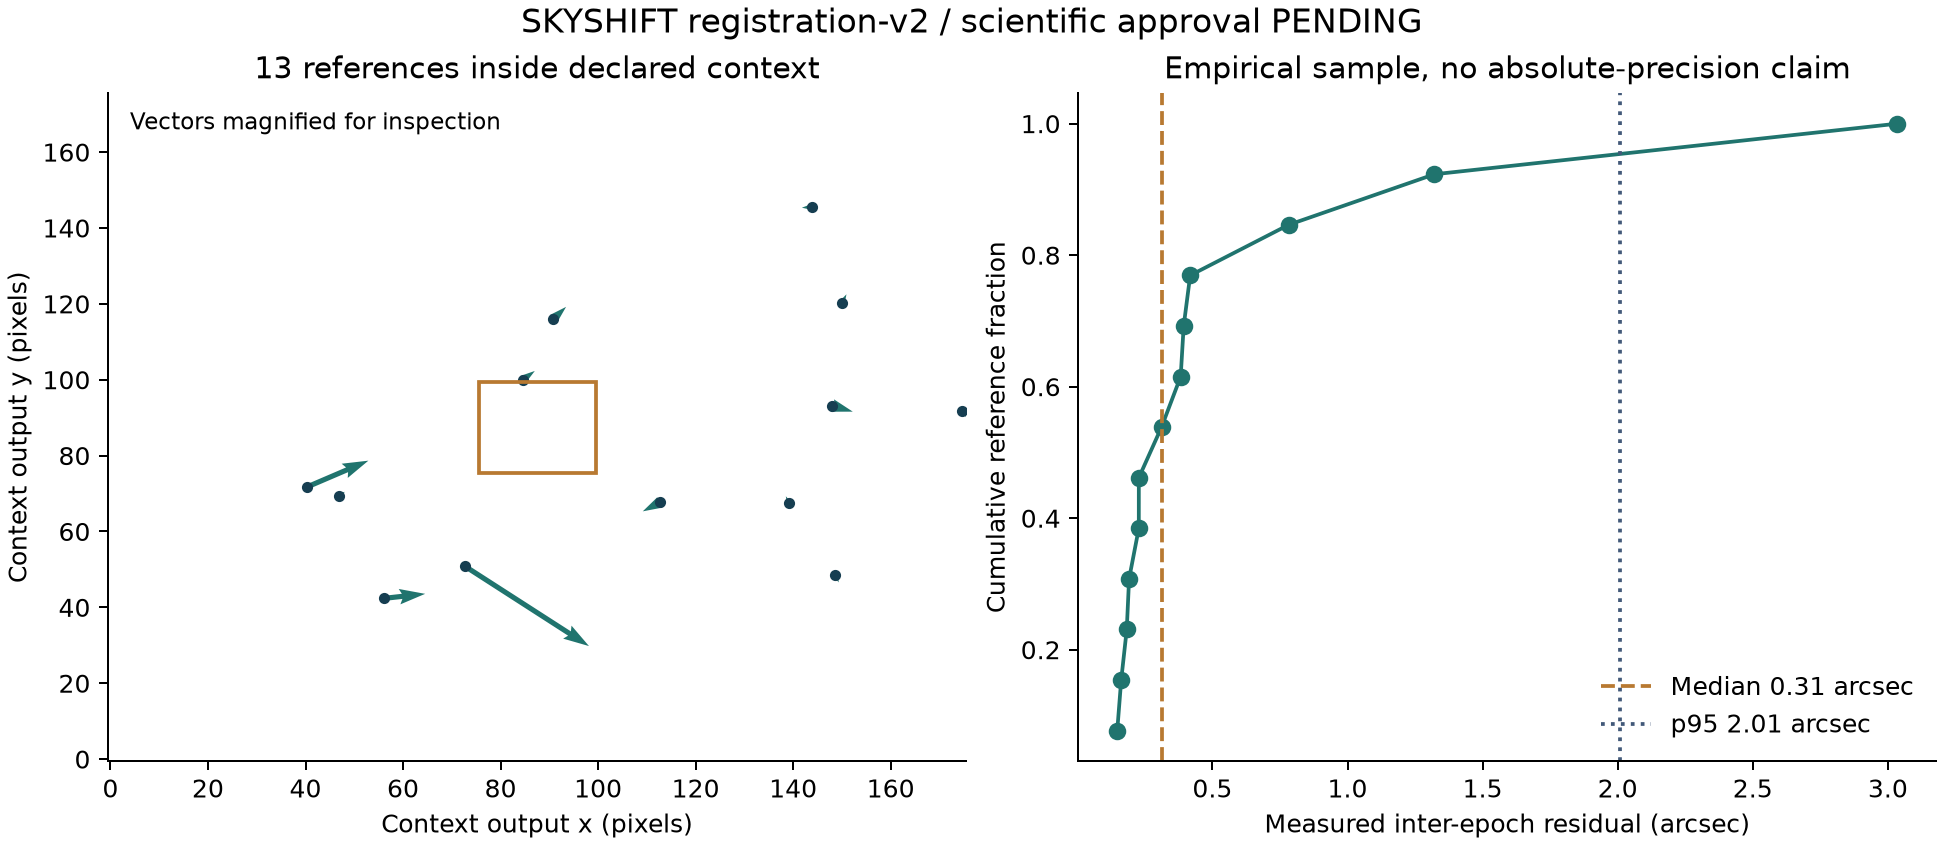 SKYSHIFT registration-v2 / scientific approval PENDING
13 references inside declared context
Vectors magnified for inspection
Context output y (pixels)
160
140
120
100
80
60
40
20
0
0 20 40 60 80 100 120 140 160
Context output x (pixels)
Empirical sample, no absolute-precision claim
Cumulative reference fraction
1.0
0.8
0.6
0.4
0.2
Median 0.31 arcsec
p95 2.01 arcsec
0.5 1.0 1.5 2.0 2.5 3.0
Measured inter-epoch residual (arcsec)